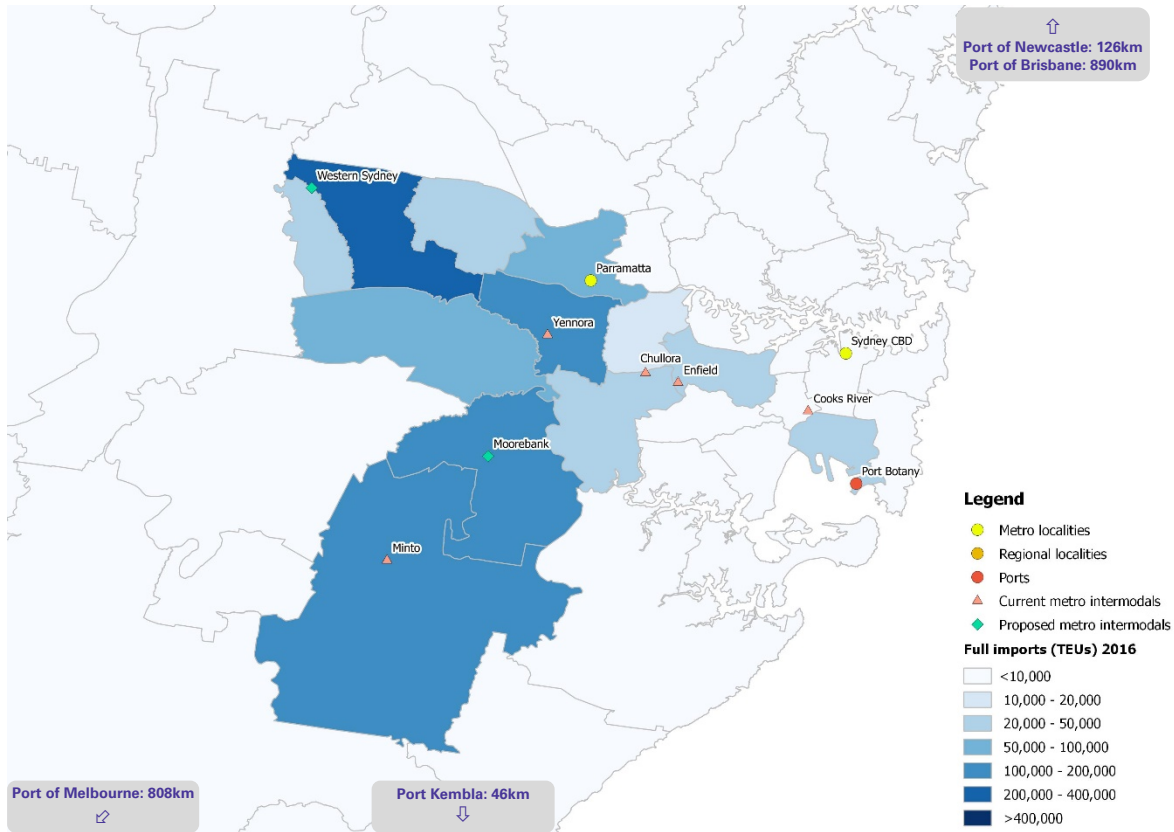 Port of Newcastle: 126km
Port of Brisbane: 890km
Western Sydney
Parramatta
Yennora
Sydney CBD
Chullora
Enfield
Cooks River
Moorebank
Port Botany
Minto
Legend
Metro localities
Regional localities
Ports
Current metro intermodals
Proposed metro intermodals
Full imports (TEUs) 2016
<10,000
10,000 - 20,000
20,000 - 50,000
50,000 - 100,000
100,000 - 200,000
200,000 - 400,000
>400,000
Port of Melbourne: 808km
Port Kembla: 46km